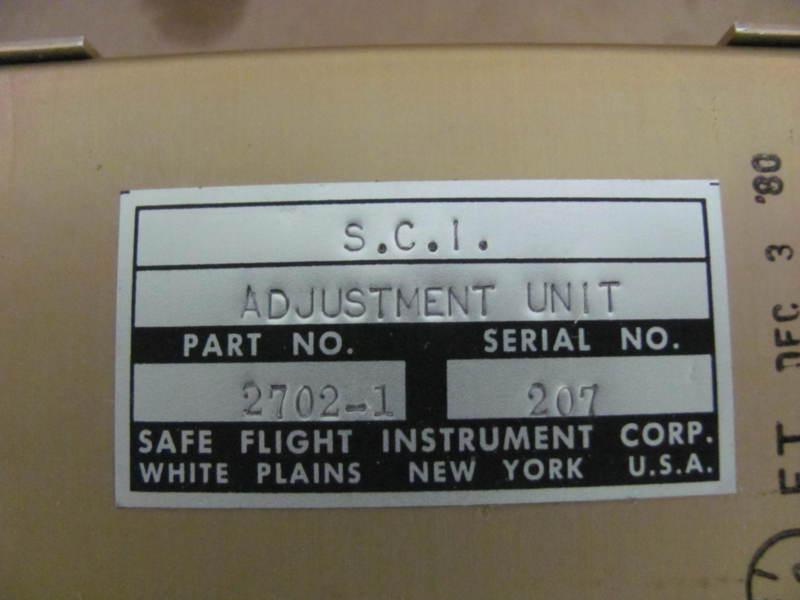 S.C.I.
ADJUSTMENT UNIT
PART NO. SERIAL NO.
2702-1 207
SAFE FLIGHT INSTRUMENT CORP.
WHITE PLAINS NEW YORK U.S.A.
DEC 3 '80